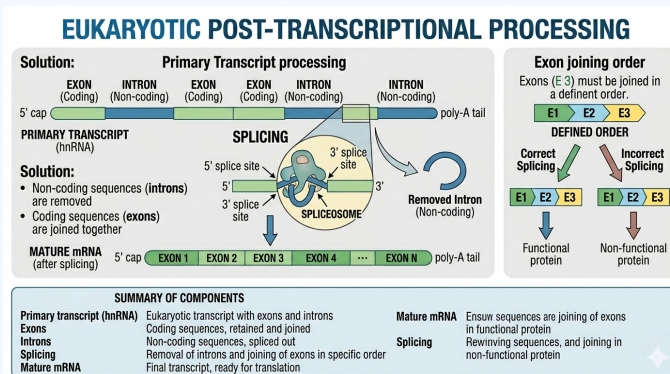 EUKARYOTIC POST-TRANSCRIPTIONAL PROCESSING
Solution:
Primary Transcript processing
EXON
(Coding)
INTRON
(Non-coding)
EXON
(Coding)
EXON
(Coding)
INTRON
(Non-coding)
INTRON
(Non-coding)
5' cap
poly-A tail
PRIMARY TRANSCRIPT
(hnRNA)
SPLICING
5' splice site
3' splice
site
5'
3'
3' splice
site
SPLICEOSOME
Removed Intron
(Non-coding)
Solution:
• Non-coding sequences (introns)
are removed
• Coding sequences (exons)
are joined together
MATURE mRNA
(after splicing)
5' cap
EXON 1
EXON 2
EXON 3
EXON 4
...
EXON N
poly-A tail
Exon joining order
Exons (E 3) must be joined in
a definent order.
E1 E2 E3
DEFINED ORDER
Correct
Splicing
Incorrect
Splicing
E1 E2 E3
E1 E2 E3
Functional
protein
Non-functional
protein
SUMMARY OF COMPONENTS
Primary transcript (hnRNA) Eukaryotic transcript with exons and introns
Exons Coding sequences, retained and joined
Introns Non-coding sequences, spliced out
Splicing Removal of introns and joining of exons in specific order
Mature mRNA Final transcript, ready for translation
Mature mRNA Ensuw sequences are joining of exons
in functional protein
Splicing Rewinving sequences, and joining in
non-functional protein